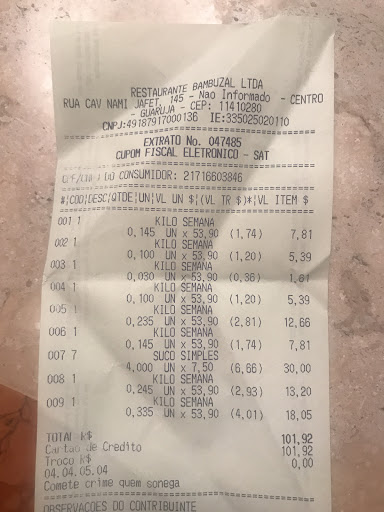 RESTAURANTE BAMBUZAL LTDA
RUA CAV NAMI JAFET, 145 - Nao Informado - CENTRO
- GUARUJA - CEP: 11410280
CNPJ:49187917000136 IE:335025020110
EXTRATO No. 047485
CUPOM FISCAL ELETRONICO - SAT
CPF/CNPJ do CONSUMIDOR: 21716603846
#¦COD¦DESC¦QTDE¦UN¦VL UN $¦(VL TR $)*¦VL ITEM $
001 1 KILO SEMANA
0,145 UN x 53,90 (1,74) 7,81
002 1 KILO SEMANA
0,100 UN x 53,90 (1,20) 5,39
003 1 KILO SEMANA
0,030 UN x 53,90 (0,36) 1,61
004 1 KILO SEMANA
0,100 UN x 53,90 (1,20) 5,39
005 1 KILO SEMANA
0,235 UN x 53,90 (2,81) 12,66
006 1 KILO SEMANA
0,145 UN x 53,90 (1,74) 7,81
007 7 SUCO SIMPLES
4,000 UN x 7,50 (6,66) 30,00
008 1 KILO SEMANA
0,245 UN x 53,90 (2,93) 13,20
009 1 KILO SEMANA
0,335 UN x 53,90 (4,01) 18,05
TOTAL R$ 101,92
Cartao de Credito 101,92
Troco R$ 0,00
04.04.05.04
Comete crime quem sonega
OBSERVACOES DO CONTRIBUINTE